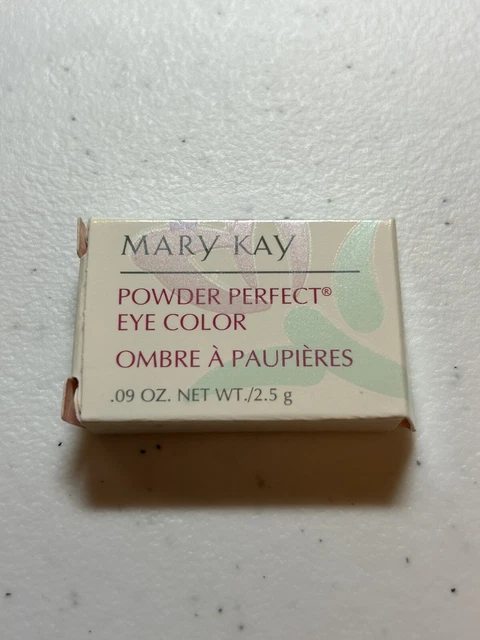 MARY KAY
POWDER PERFECT®
EYE COLOR
OMBRE À PAUPIÈRES
.09 OZ. NET WT./2.5 g